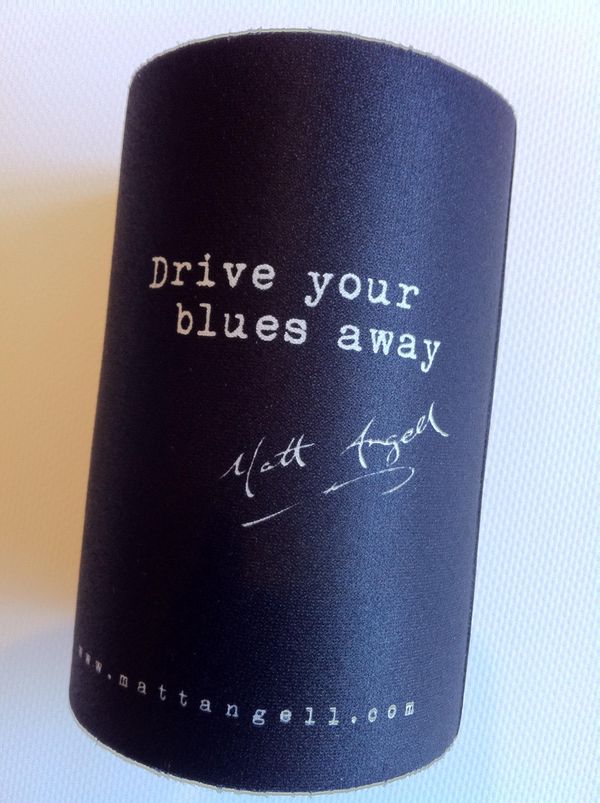 Drive your
blues away
Matt Angell
www.mattangell.com